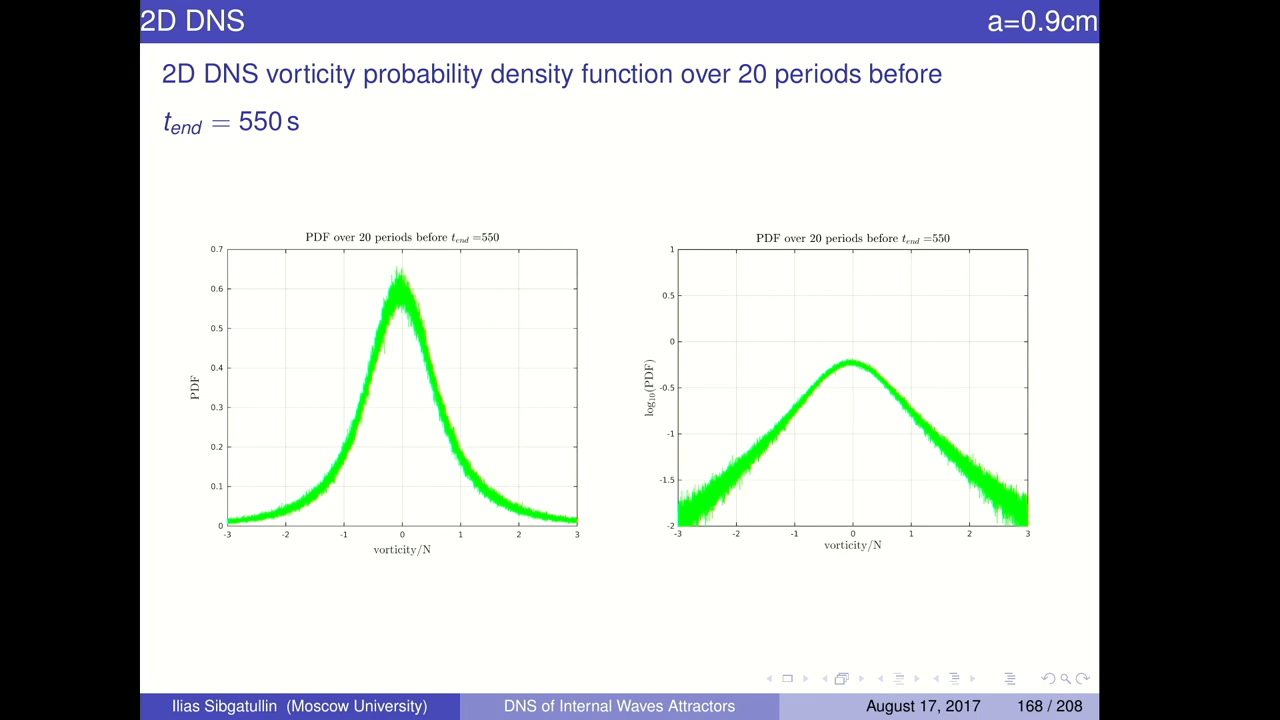 2D DNS
a=0.9cm
2D DNS vorticity probability density function over 20 periods before
t_end = 550 s
PDF over 20 periods before t_end =550
0.7
0.6
0.5
0.4
0.3
0.2
0.1
0
PDF
-3 -2 -1 0 1 2 3
vorticity/N
PDF over 20 periods before t_end =550
1
0.5
0
-0.5
-1
-1.5
-2
log10(PDF)
-3 -2 -1 0 1 2 3
vorticity/N
Ilias Sibgatullin (Moscow University)
DNS of Internal Waves Attractors
August 17, 2017
168 / 208